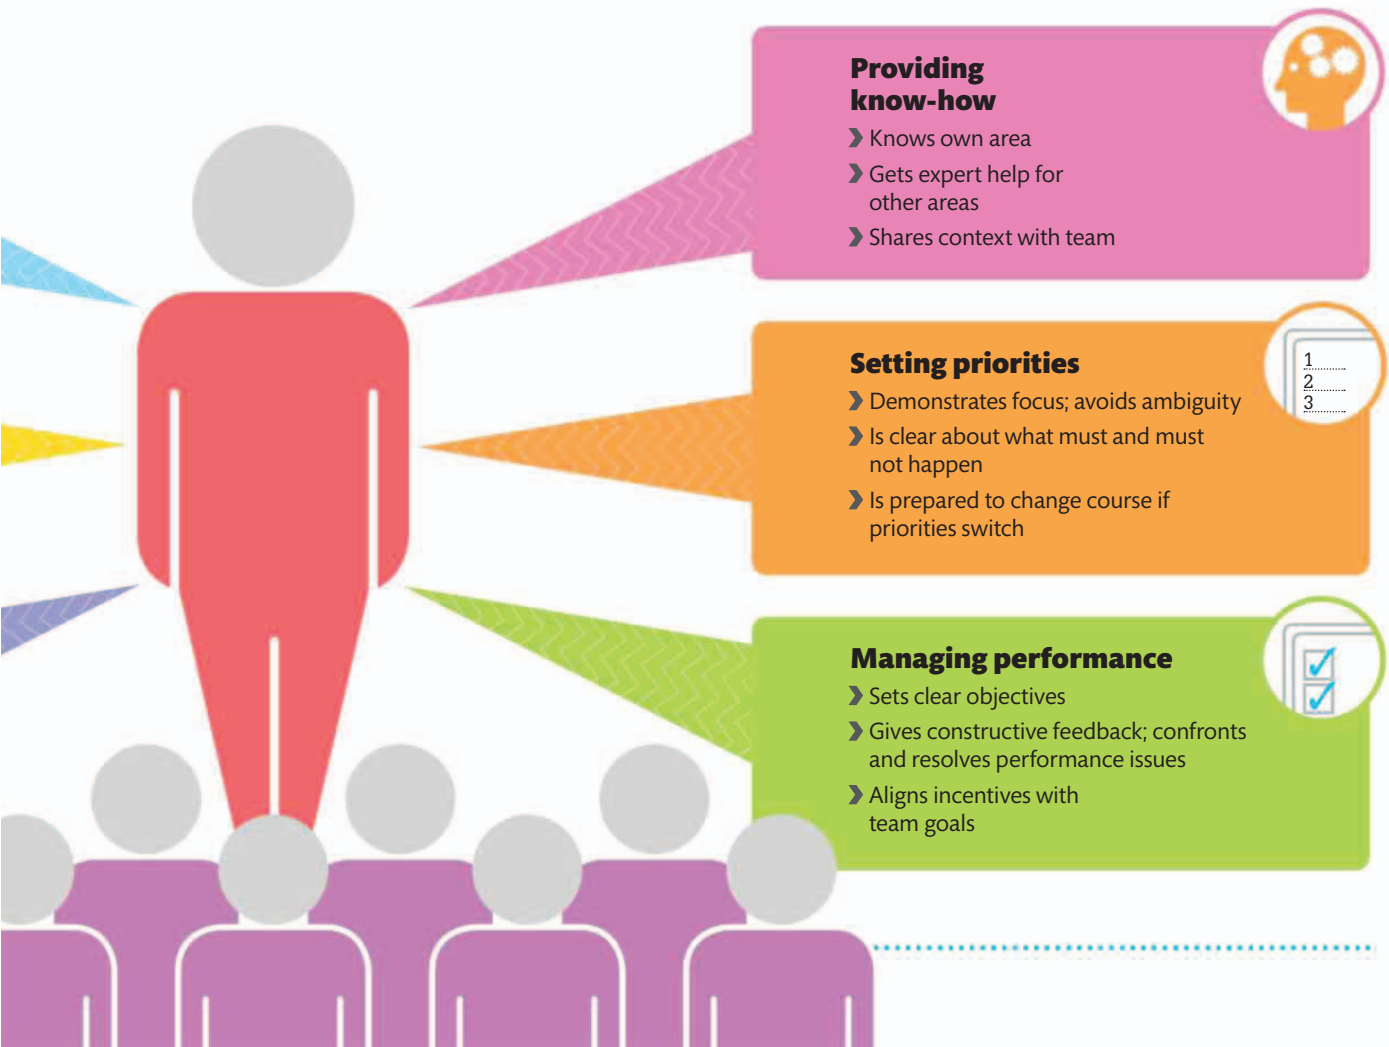 Providing
know-how
Knows own area
Gets expert help for
other areas
Shares context with team
Setting priorities
Demonstrates focus; avoids ambiguity
Is clear about what must and must
not happen
Is prepared to change course if
priorities switch
1
2
3
Managing performance
Sets clear objectives
Gives constructive feedback; confronts
and resolves performance issues
Aligns incentives with
team goals